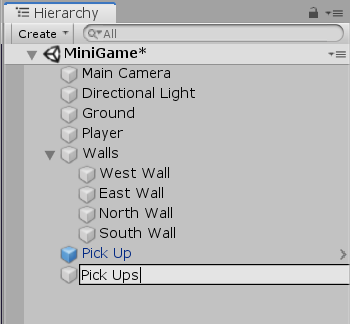 Hierarchy
Create All
MiniGame*
Main Camera
Directional Light
Ground
Player
Walls
West Wall
East Wall
North Wall
South Wall
Pick Up
Pick Ups